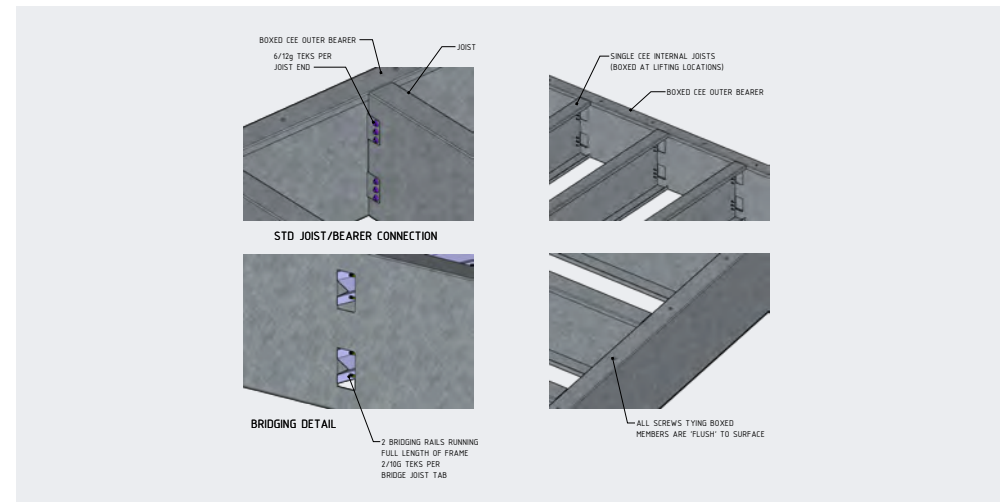 BOXED CEE OUTER BEARER
6/12g TEKS PER
JOIST END
JOIST
STD JOIST/BEARER CONNECTION
SINGLE CEE INTERNAL JOISTS
(BOXED AT LIFTING LOCATIONS)
BOXED CEE OUTER BEARER
BRIDGING DETAIL
2 BRIDGING RAILS RUNNING
FULL LENGTH OF FRAME
2/10G TEKS PER
BRIDGE JOIST TAB
ALL SCREWS TYING BOXED
MEMBERS ARE 'FLUSH' TO SURFACE